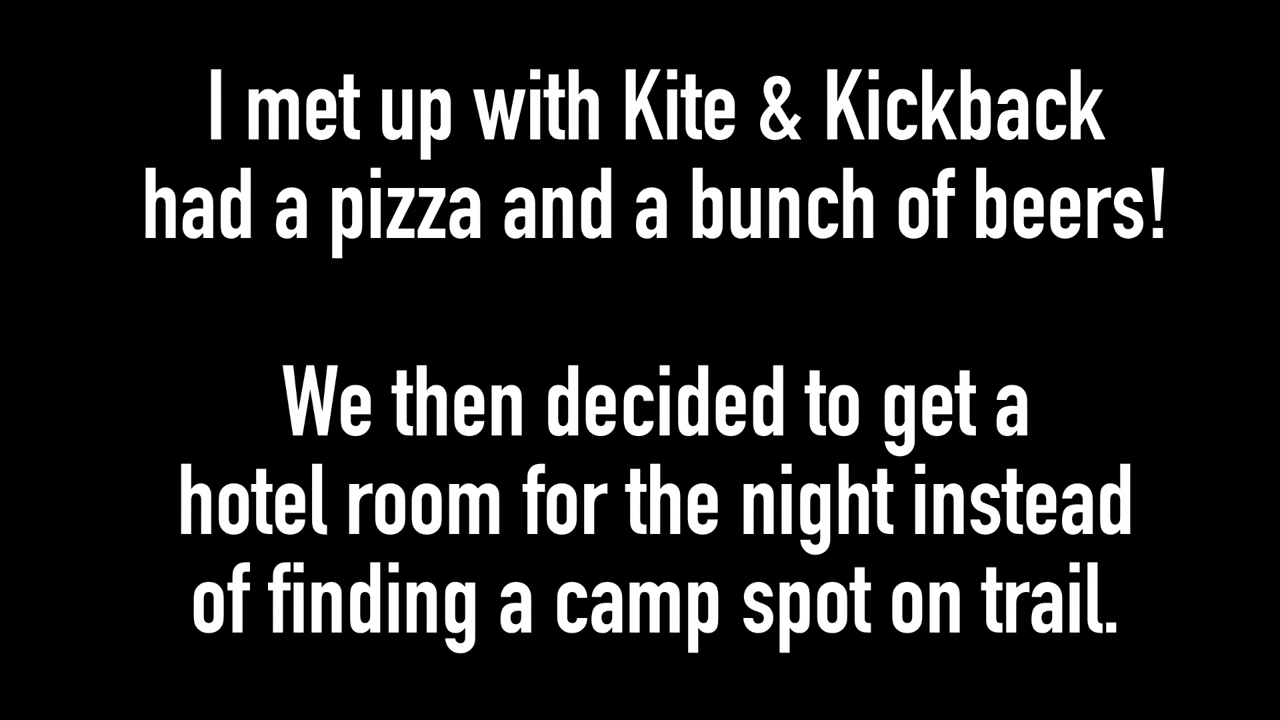 I met up with Kite & Kickback
had a pizza and a bunch of beers!
We then decided to get a
hotel room for the night instead
of finding a camp spot on trail.